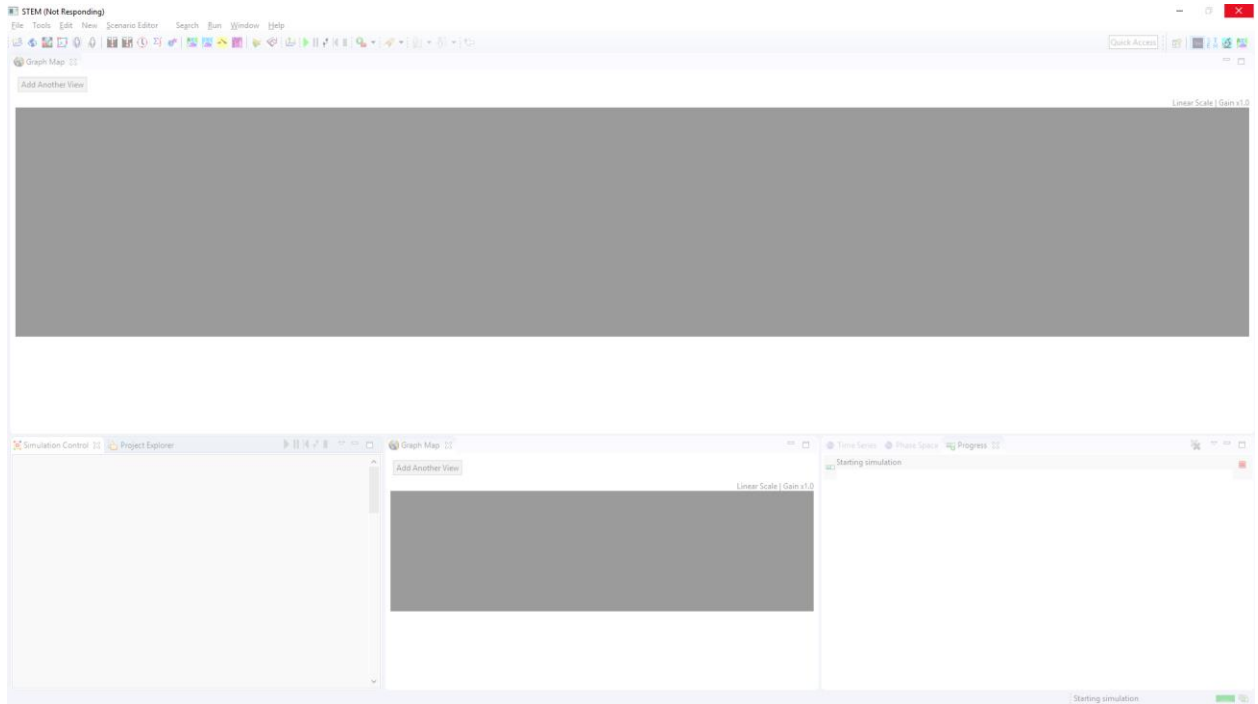 STEM (Not Responding)
File Tools Edit New Scenario Editor Search Run Window Help
Quick Access
Graph Map
Add Another View
Linear Scale | Gain x1.0
Simulation Control Project Explorer
Graph Map
Add Another View
Linear Scale | Gain x1.0
Time Series Phase Space Progress
Starting simulation
Starting simulation